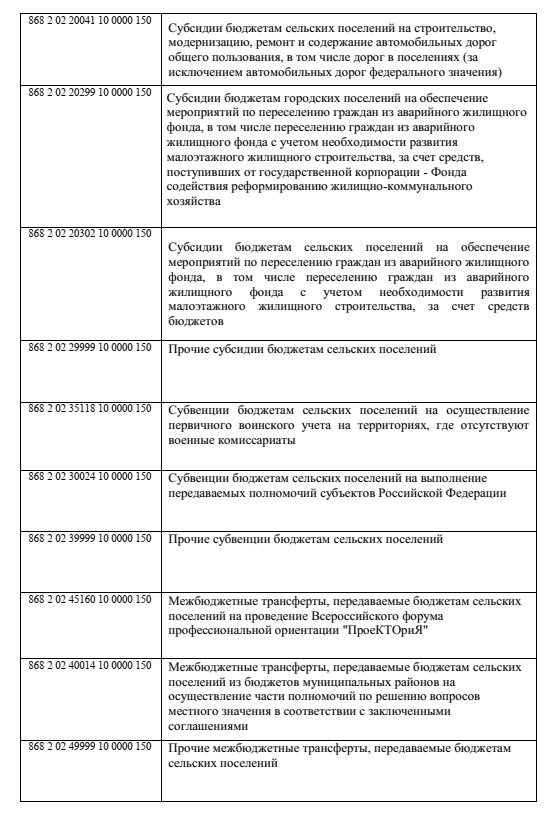 868 2 02 20041 10 0000 150
Субсидии бюджетам сельских поселений на строительство,
модернизацию, ремонт и содержание автомобильных дорог
общего пользования, в том числе дорог в поселениях (за
исключением автомобильных дорог федерального значения)
868 2 02 20299 10 0000 150
Субсидии бюджетам городских поселений на обеспечение
мероприятий по переселению граждан из аварийного жилищного
фонда, в том числе переселению граждан из аварийного
жилищного фонда с учетом необходимости развития
малоэтажного жилищного строительства, за счет средств,
поступивших от государственной корпорации - Фонда
содействия реформированию жилищно-коммунального
хозяйства
868 2 02 20302 10 0000 150
Субсидии бюджетам сельских поселений на обеспечение
мероприятий по переселению граждан из аварийного жилищного
фонда, в том числе переселению граждан из аварийного
жилищного фонда с учетом необходимости развития
малоэтажного жилищного строительства, за счет средств
бюджетов
868 2 02 29999 10 0000 150
Прочие субсидии бюджетам сельских поселений
868 2 02 35118 10 0000 150
Субвенции бюджетам сельских поселений на осуществление
первичного воинского учета на территориях, где отсутствуют
военные комиссариаты
868 2 02 30024 10 0000 150
Субвенции бюджетам сельских поселений на выполнение
передаваемых полномочий субъектов Российской Федерации
868 2 02 39999 10 0000 150
Прочие субвенции бюджетам сельских поселений
868 2 02 45160 10 0000 150
Межбюджетные трансферты, передаваемые бюджетам сельских
поселений на проведение Всероссийского форума
профессиональной ориентации "ПроеКТОриЯ"
868 2 02 40014 10 0000 150
Межбюджетные трансферты, передаваемые бюджетам сельских
поселений из бюджетов муниципальных районов на
осуществление части полномочий по решению вопросов
местного значения в соответствии с заключенными
соглашениями
868 2 02 49999 10 0000 150
Прочие межбюджетные трансферты, передаваемые бюджетам
сельских поселений